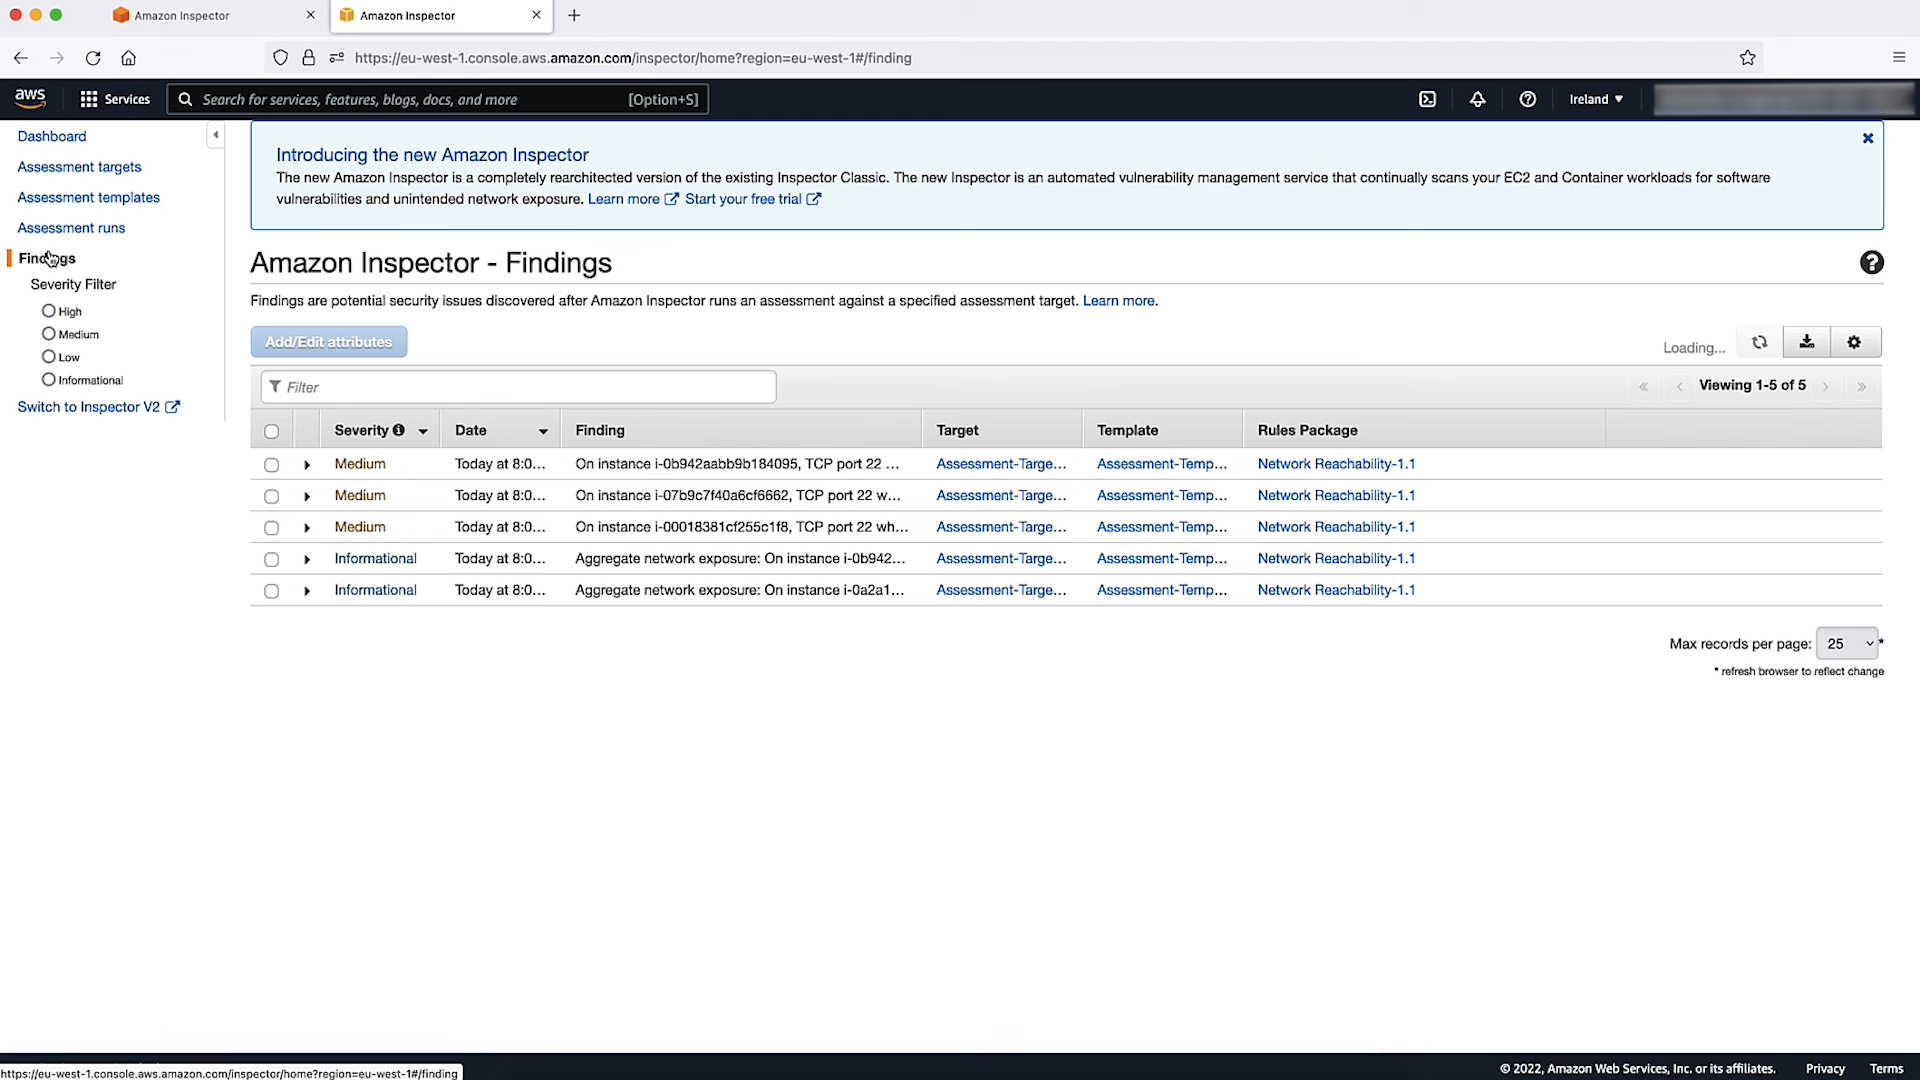 Amazon Inspector
Amazon Inspector
https://eu-west-1.console.aws.amazon.com/inspector/home?region=eu-west-1#/finding
aws
Services
Search for services, features, blogs, docs, and more
[Option+S]
Ireland
Dashboard
Assessment targets
Assessment templates
Assessment runs
Findings
Severity Filter
High
Medium
Low
Informational
Switch to Inspector V2
Introducing the new Amazon Inspector
The new Amazon Inspector is a completely rearchitected version of the existing Inspector Classic. The new Inspector is an automated vulnerability management service that continually scans your EC2 and Container workloads for software
vulnerabilities and unintended network exposure. Learn more Start your free trial
Amazon Inspector - Findings
Findings are potential security issues discovered after Amazon Inspector runs an assessment against a specified assessment target. Learn more.
Add/Edit attributes
Loading...
Filter
Viewing 1-5 of 5
Severity Date Finding Target Template Rules Package
Medium Today at 8:0... On instance i-0b942aabb9b184095, TCP port 22 ... Assessment-Targe... Assessment-Temp... Network Reachability-1.1
Medium Today at 8:0... On instance i-07b9c7f40a6cf6662, TCP port 22 w... Assessment-Targe... Assessment-Temp... Network Reachability-1.1
Medium Today at 8:0... On instance i-00018381cf255c1f8, TCP port 22 wh... Assessment-Targe... Assessment-Temp... Network Reachability-1.1
Informational Today at 8:0... Aggregate network exposure: On instance i-0b942... Assessment-Targe... Assessment-Temp... Network Reachability-1.1
Informational Today at 8:0... Aggregate network exposure: On instance i-0a2a1... Assessment-Targe... Assessment-Temp... Network Reachability-1.1
Max records per page: 25 *
* refresh browser to reflect change
https://eu-west-1.console.aws.amazon.com/inspector/home?region=eu-west-1#/finding
© 2022, Amazon Web Services, Inc. or its affiliates. Privacy Terms